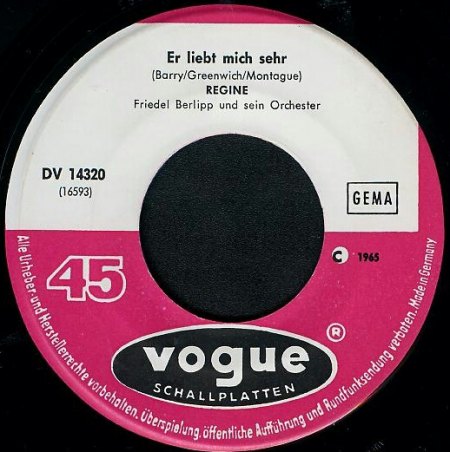 Er liebt mich sehr
(Barry/Greenwich/Montague)
REGINE
Friedel Berlipp und sein Orchester
DV 14320
(16593)
GEMA
45
C 1965
vogue ®
SCHALLPLATTEN
Alle Urheber- und Herstellerrechte vorbehalten. Überspielung, öffentliche Aufführung und Rundfunksendung verboten. Made in Germany